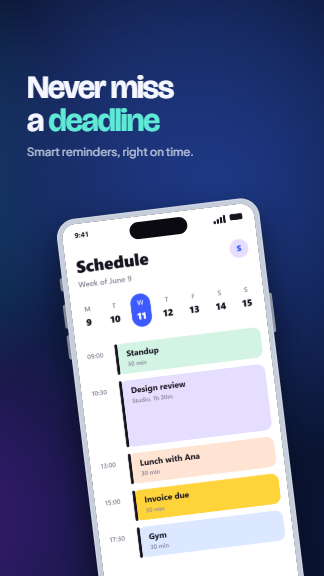 Never miss
a deadline
Smart reminders, right on time.
9:41
Schedule
S
Week of June 9
M T W T F S S
9 10 11 12 13 14 15
09:00 Standup
30 min
10:30 Design review
Studio, 1h 30m
13:00 Lunch with Ana
30 min
15:00 Invoice due
30 min
17:30 Gym
30 min